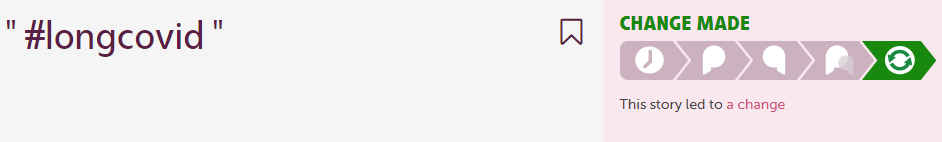 " #longcovid "
CHANGE MADE
This story led to a change